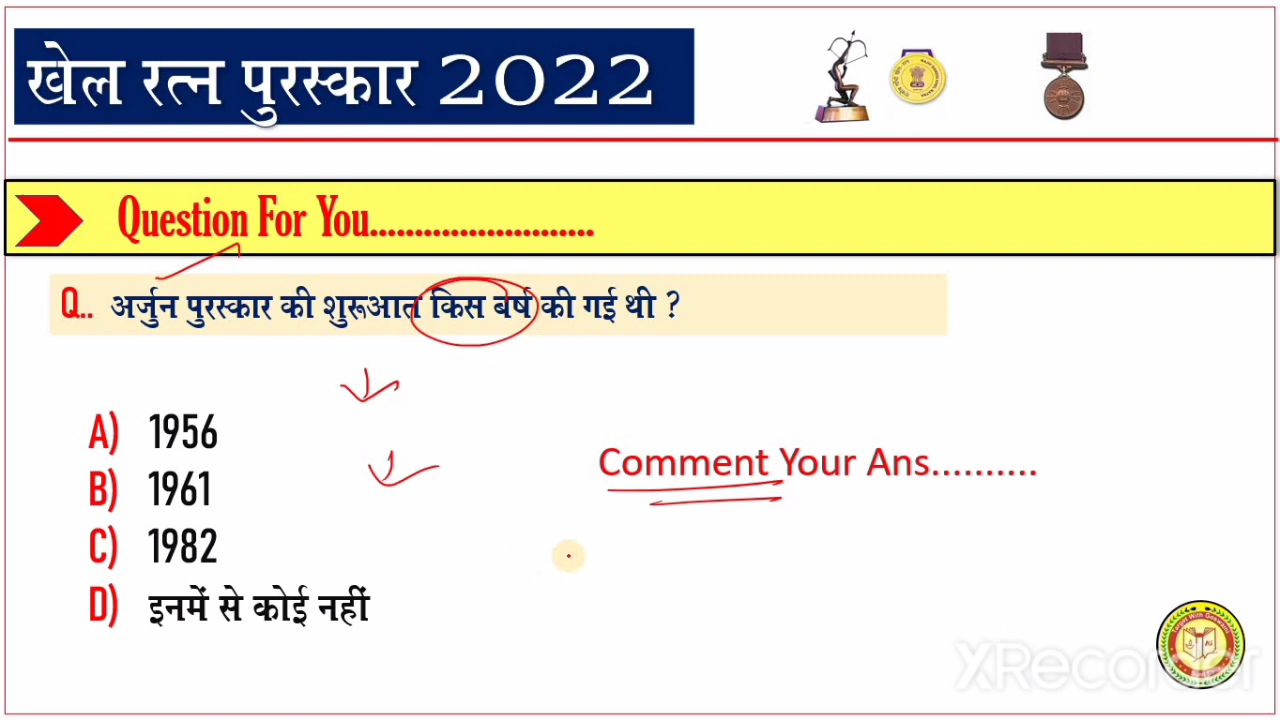 खेल रत्न पुरस्कार 2022
Question For You.........................
Q.. अर्जुन पुरस्कार की शुरूआत किस बर्ष की गई थी ?
A) 1956
B) 1961
C) 1982
D) इनमें से कोई नहीं
Comment Your Ans..........
XRecorder